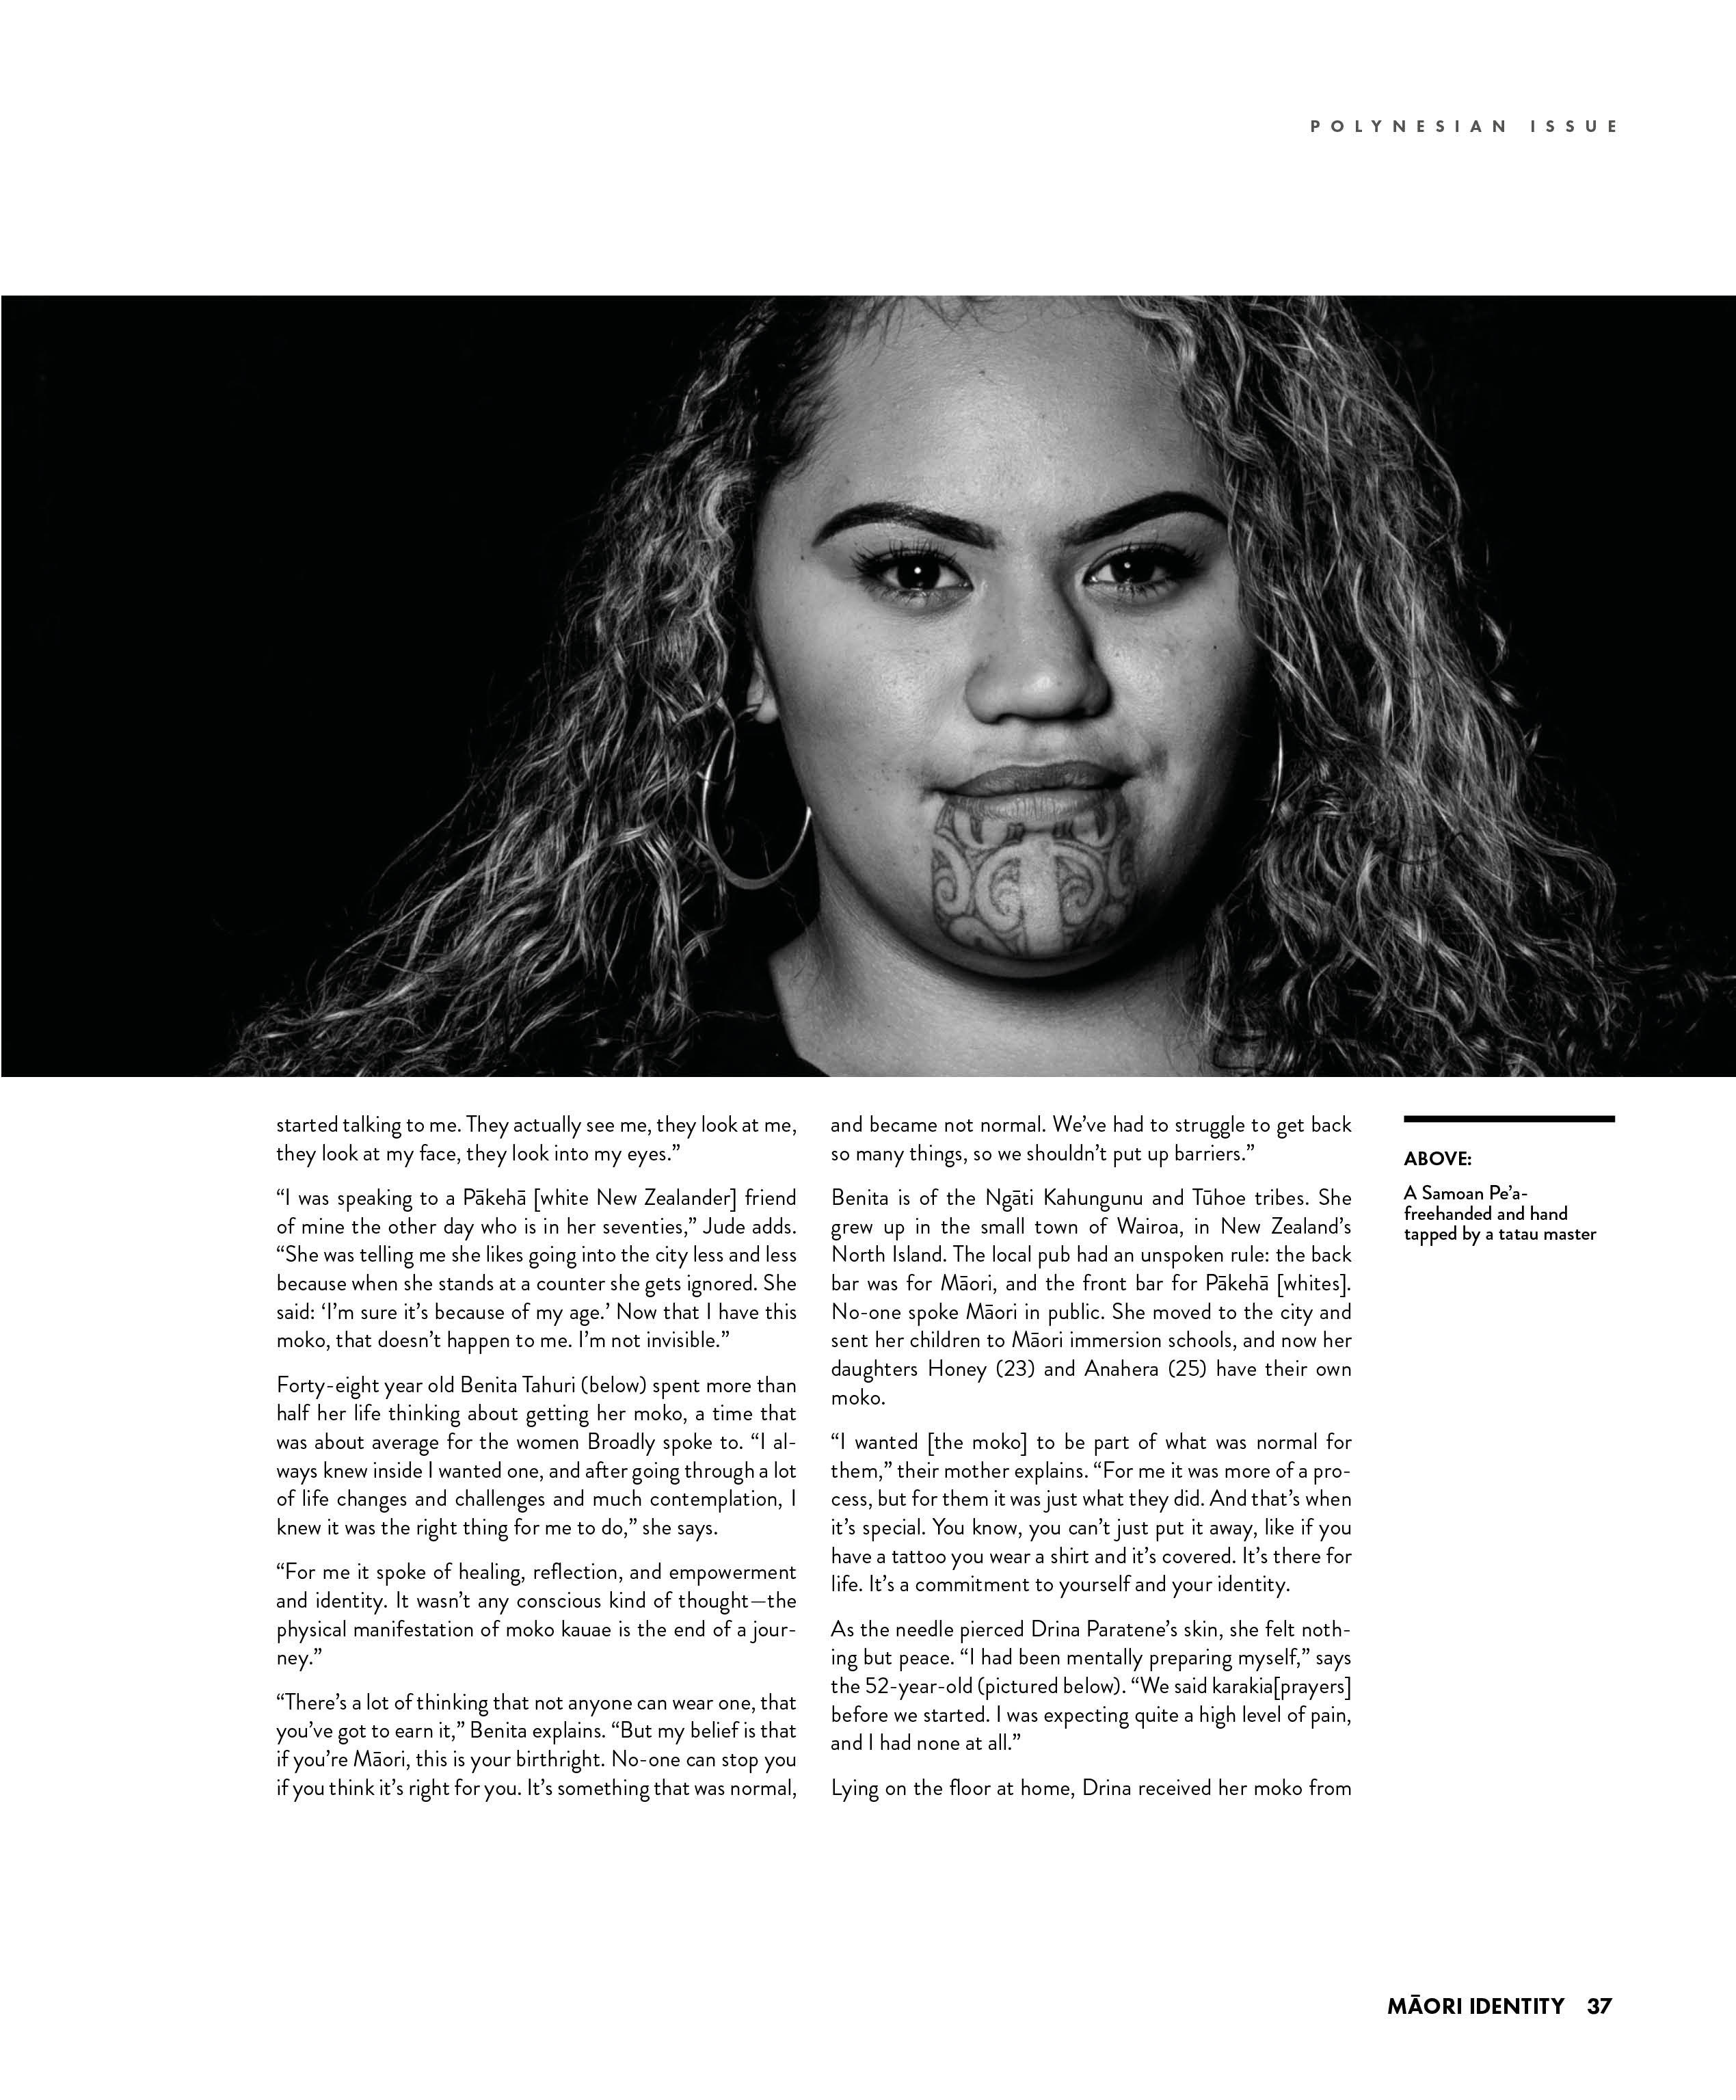 POLYNESIAN ISSUE
started talking to me. They actually see me, they look at me,
they look at my face, they look into my eyes.”
“I was speaking to a Pākehā [white New Zealander] friend
of mine the other day who is in her seventies,” Jude adds.
“She was telling me she likes going into the city less and less
because when she stands at a counter she gets ignored. She
said: ‘I’m sure it’s because of my age.’ Now that I have this
moko, that doesn’t happen to me. I’m not invisible.”
Forty-eight year old Benita Tahuri (below) spent more than
half her life thinking about getting her moko, a time that
was about average for the women Broadly spoke to. “I al-
ways knew inside I wanted one, and after going through a lot
of life changes and challenges and much contemplation, I
knew it was the right thing for me to do,” she says.
“For me it spoke of healing, reflection, and empowerment
and identity. It wasn’t any conscious kind of thought—the
physical manifestation of moko kauae is the end of a jour-
ney.”
“There’s a lot of thinking that not anyone can wear one, that
you’ve got to earn it,” Benita explains. “But my belief is that
if you’re Māori, this is your birthright. No-one can stop you
if you think it’s right for you. It’s something that was normal,
and became not normal. We’ve had to struggle to get back
so many things, so we shouldn’t put up barriers.”
Benita is of the Ngāti Kahungunu and Tūhoe tribes. She
grew up in the small town of Wairoa, in New Zealand’s
North Island. The local pub had an unspoken rule: the back
bar was for Māori, and the front bar for Pākehā [whites].
No-one spoke Māori in public. She moved to the city and
sent her children to Māori immersion schools, and now her
daughters Honey (23) and Anahera (25) have their own
moko.
“I wanted [the moko] to be part of what was normal for
them,” their mother explains. “For me it was more of a pro-
cess, but for them it was just what they did. And that’s when
it’s special. You know, you can’t just put it away, like if you
have a tattoo you wear a shirt and it’s covered. It’s there for
life. It’s a commitment to yourself and your identity.
As the needle pierced Drina Paratene’s skin, she felt noth-
ing but peace. “I had been mentally preparing myself,” says
the 52-year-old (pictured below). “We said karakia[prayers]
before we started. I was expecting quite a high level of pain,
and I had none at all.”
Lying on the floor at home, Drina received her moko from
ABOVE:
A Samoan Pe’a-
freehanded and hand
tapped by a tatau master
MĀORI IDENTITY 37